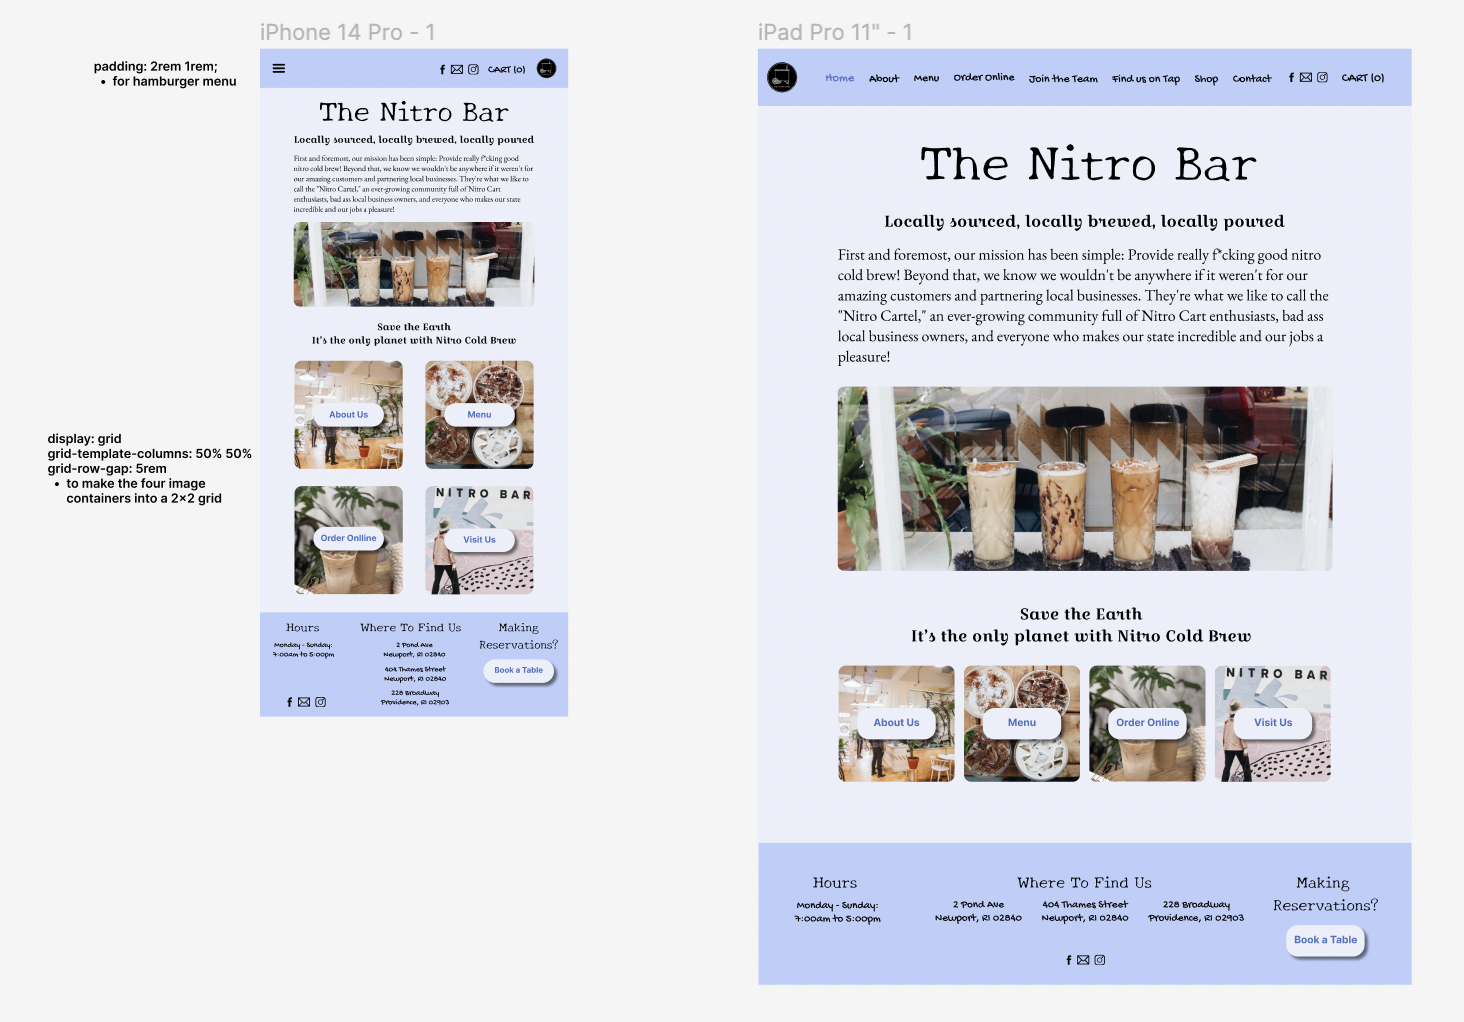 iPhone 14 Pro - 1
padding: 2rem 1rem;
• for hamburger menu
CART (0)
The Nitro Bar
Locally sourced, locally brewed, locally poured
First and foremost, our mission has been simple: Provide really f*cking good
nitro cold brew! Beyond that, we know we wouldn't be anywhere if it weren't for
our amazing customers and partnering local businesses. They're what we like to
call the "Nitro Cartel," an ever-growing community full of Nitro Cart
enthusiasts, bad ass local business owners, and everyone who makes our state
incredible and our jobs a pleasure!
Save the Earth
It's the only planet with Nitro Cold Brew
display: grid
grid-template-columns: 50% 50%
grid-row-gap: 5rem
• to make the four image
containers into a 2x2 grid
About Us
Menu
Order Onlline
NITRO BAR
Visit Us
Hours
Monday - Sunday:
7:00am to 5:00pm
Where To Find Us
2 Pond Ave
Newport, RI 02840
404 Thames Street
Newport, RI 02840
228 Broadway
Providence, RI 02903
Making
Reservations?
Book a Table
iPad Pro 11" - 1
Home About Menu Order Online Join the Team Find us on Tap Shop Contact CART (0)
The Nitro Bar
Locally sourced, locally brewed, locally poured
First and foremost, our mission has been simple: Provide really f*cking good nitro
cold brew! Beyond that, we know we wouldn't be anywhere if it weren't for our
amazing customers and partnering local businesses. They're what we like to call the
"Nitro Cartel," an ever-growing community full of Nitro Cart enthusiasts, bad ass
local business owners, and everyone who makes our state incredible and our jobs a
pleasure!
Save the Earth
It's the only planet with Nitro Cold Brew
About Us
Menu
Order Online
NITRO BAR
Visit Us
Hours
Monday - Sunday:
7:00am to 5:00pm
Where To Find Us
2 Pond Ave
Newport, RI 02840
404 Thames Street
Newport, RI 02840
228 Broadway
Providence, RI 02903
Making
Reservations?
Book a Table